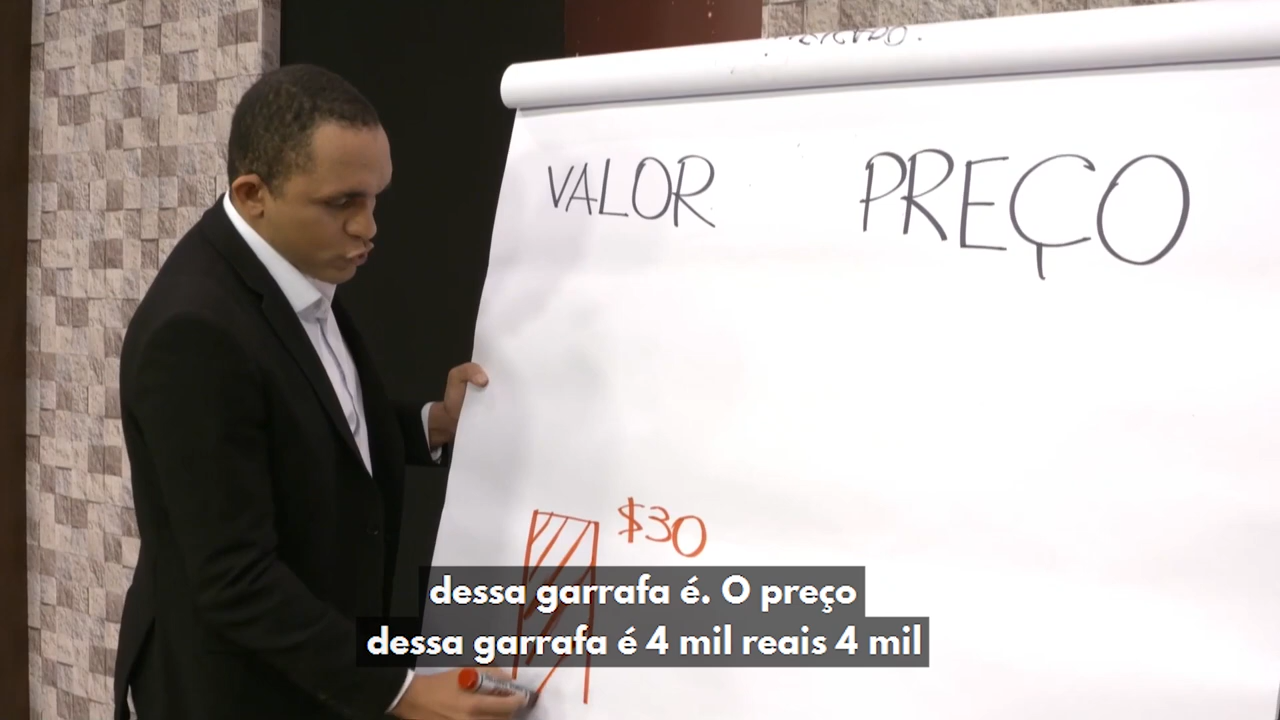 VALOR PREÇO
$30
dessa garrafa é. O preço
dessa garrafa é 4 mil reais 4 mil